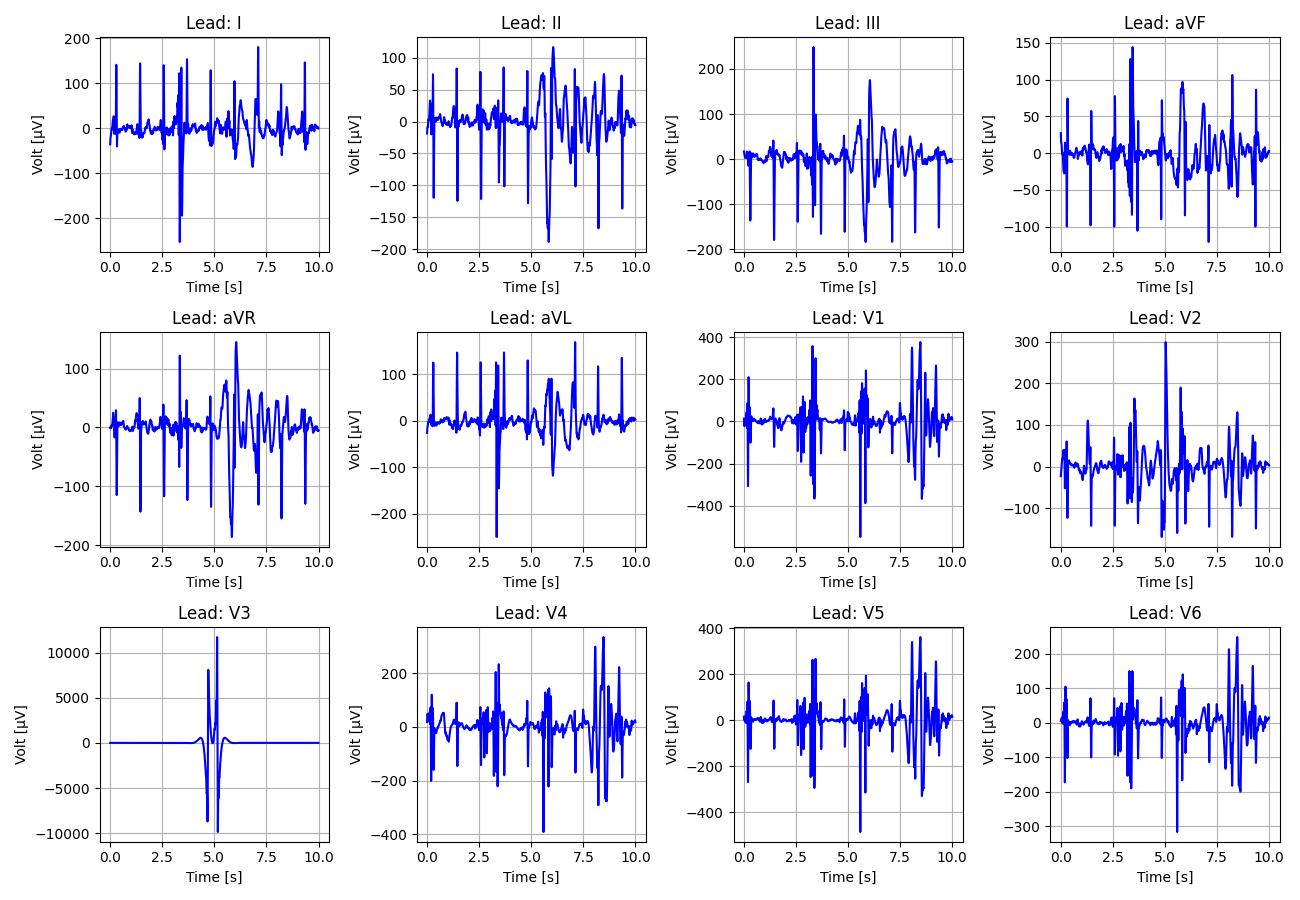 Lead: I
Lead: II
Lead: III
Lead: aVF
Volt [µV]
200
100
0
−100
−200
0.0 2.5 5.0 7.5 10.0
Time [s]
Volt [µV]
100
50
0
−50
−100
−150
−200
0.0 2.5 5.0 7.5 10.0
Time [s]
Volt [µV]
200
100
0
−100
−200
0.0 2.5 5.0 7.5 10.0
Time [s]
Volt [µV]
150
100
50
0
−50
−100
0.0 2.5 5.0 7.5 10.0
Time [s]
Lead: aVR
Lead: aVL
Lead: V1
Lead: V2
Volt [µV]
100
0
−100
−200
0.0 2.5 5.0 7.5 10.0
Time [s]
Volt [µV]
100
0
−100
−200
0.0 2.5 5.0 7.5 10.0
Time [s]
Volt [µV]
400
200
0
−200
−400
0.0 2.5 5.0 7.5 10.0
Time [s]
Volt [µV]
300
200
100
0
−100
0.0 2.5 5.0 7.5 10.0
Time [s]
Lead: V3
Lead: V4
Lead: V5
Lead: V6
Volt [µV]
10000
5000
0
−5000
−10000
0.0 2.5 5.0 7.5 10.0
Time [s]
Volt [µV]
200
0
−200
−400
0.0 2.5 5.0 7.5 10.0
Time [s]
Volt [µV]
400
200
0
−200
−400
0.0 2.5 5.0 7.5 10.0
Time [s]
Volt [µV]
200
100
0
−100
−200
−300
0.0 2.5 5.0 7.5 10.0
Time [s]